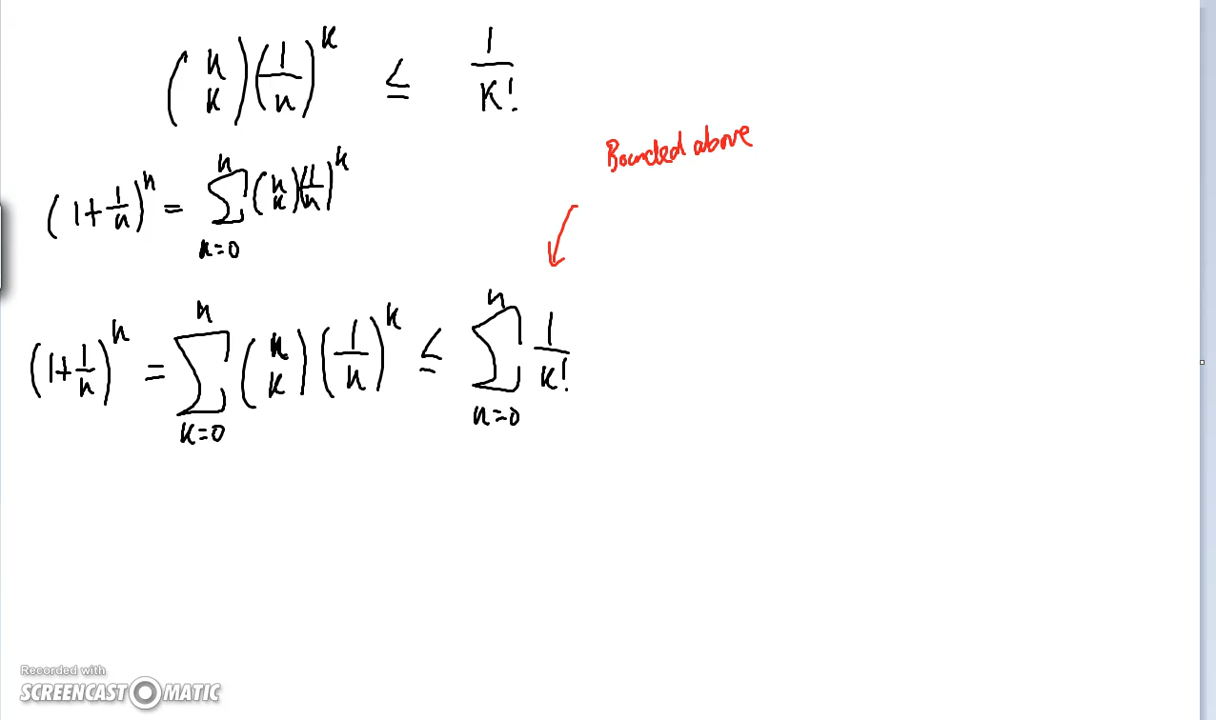 (n k)(1/n)^k ≤ 1/k!
Bounded above
(1+1/n)^n = ∑_{k=0}^{n} (n k)(1/n)^k
(1+1/n)^n = ∑_{k=0}^{n} (n k)(1/n)^k ≤ ∑_{n=0}^{n} 1/k!
Recorded with
SCREENCAST-O-MATIC